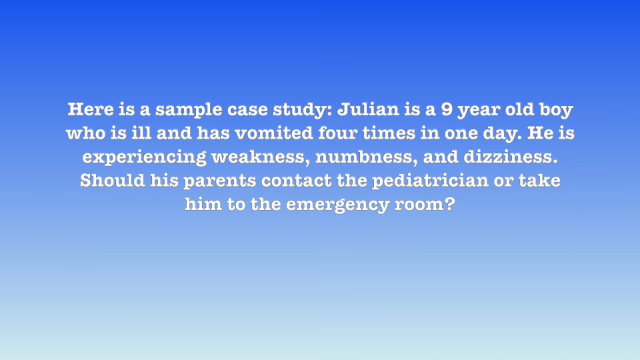 Here is a sample case study: Julian is a 9 year old boy
who is ill and has vomited four times in one day. He is
experiencing weakness, numbness, and dizziness.
Should his parents contact the pediatrician or take
him to the emergency room?